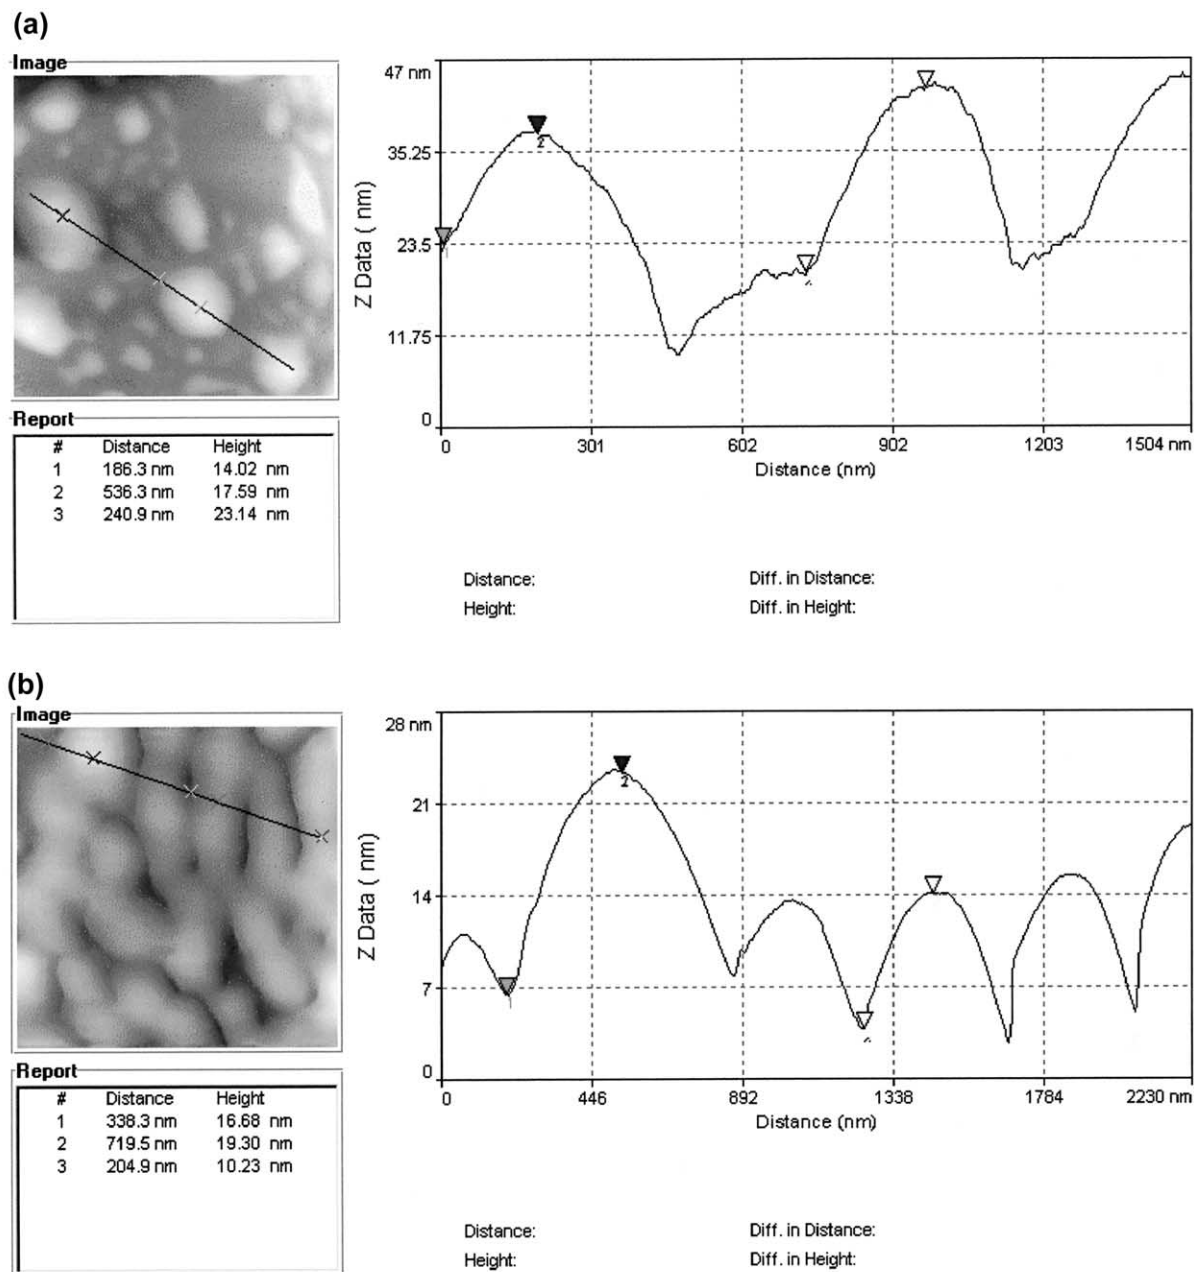 (a)
Image
Report
# Distance Height
1 186.3 nm 14.02 nm
2 536.3 nm 17.59 nm
3 240.9 nm 23.14 nm
47 nm
35.25
23.5
11.75
0
Z Data ( nm)
2
0 301 602 902 1203 1504 nm
Distance (nm)
Distance: Diff. in Distance:
Height: Diff. in Height:
(b)
Image
Report
# Distance Height
1 338.3 nm 16.68 nm
2 719.5 nm 19.30 nm
3 204.9 nm 10.23 nm
28 nm
21
14
7
0
Z Data ( nm)
2
0 446 892 1338 1784 2230 nm
Distance (nm)
Distance: Diff. in Distance:
Height: Diff. in Height: